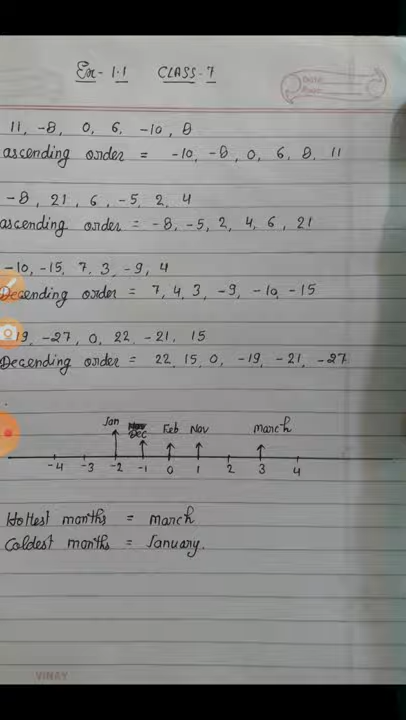 Ex- 1.1 CLASS-7
Date
11, -8, 0, 6, -10, 8
ascending order = -10, -8, 0, 6, 8, 11
-8, 21, 6, -5, 2, 4
ascending order = -8, -5, 2, 4, 6, 21
-10, -15, 7, 3, -9, 4
Decending order = 7, 4, 3, -9, -10, -15
19, -27, 0, 22, -21, 15
Decending order = 22, 15, 0, -19, -21, -27
Jan Dec Feb Nov march
-4 -3 -2 -1 0 1 2 3 4
Hottest months = march
Coldest months = January.
VINAY